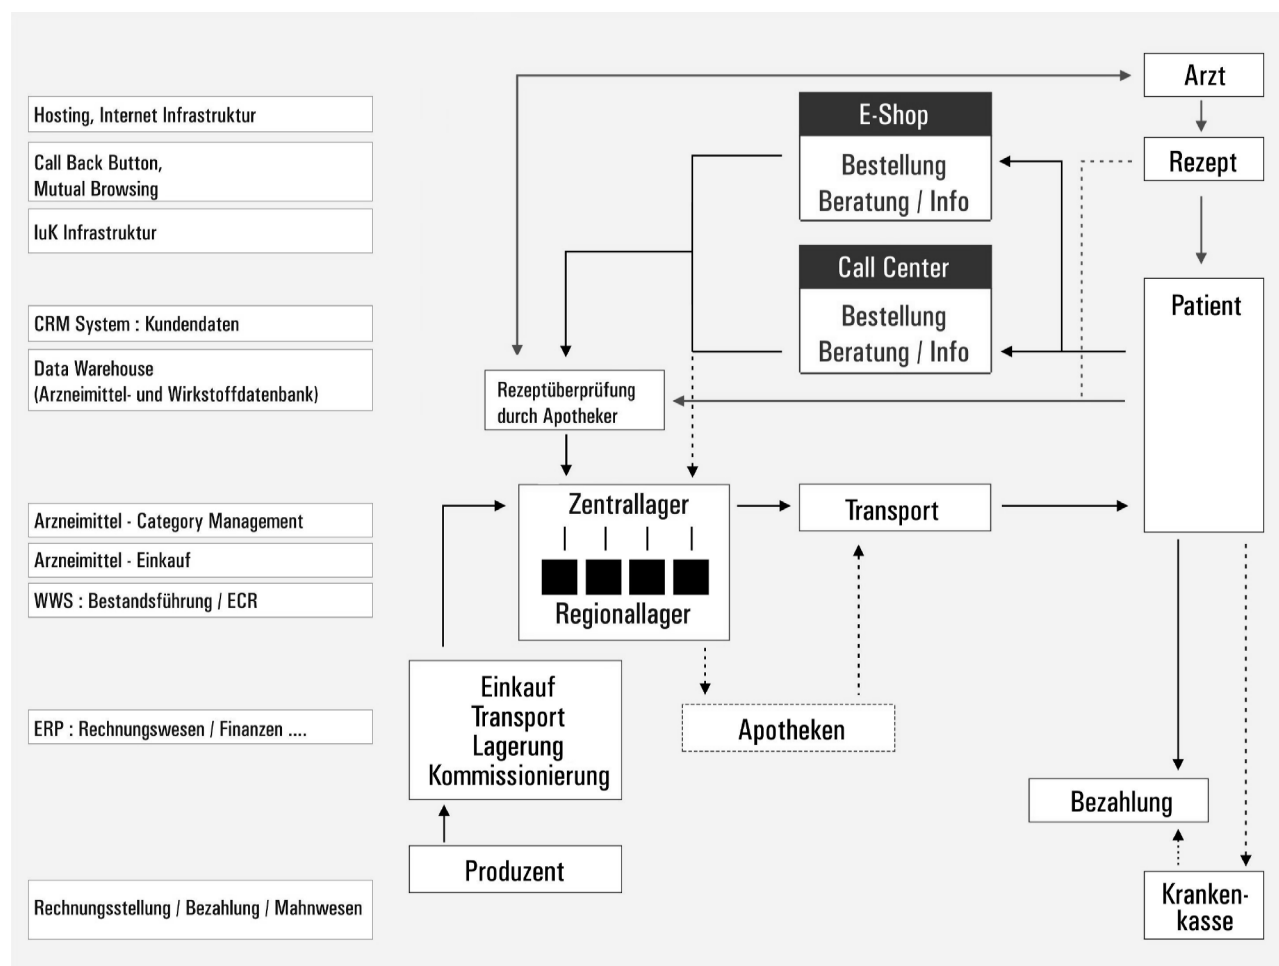 Hosting, Internet Infrastruktur
Call Back Button,
Mutual Browsing
IuK Infrastruktur
CRM System : Kundendaten
Data Warehouse
(Arzneimittel- und Wirkstoffdatenbank)
Arzneimittel - Category Management
Arzneimittel - Einkauf
WWS : Bestandsführung / ECR
ERP : Rechnungswesen / Finanzen ....
Rechnungsstellung / Bezahlung / Mahnwesen
Arzt
Rezept
Patient
E-Shop
Bestellung
Beratung / Info
Call Center
Bestellung
Beratung / Info
Rezeptüberprüfung
durch Apotheker
Zentrallager
Regionallager
Transport
Einkauf
Transport
Lagerung
Kommissionierung
Apotheken
Produzent
Bezahlung
Kranken-
kasse